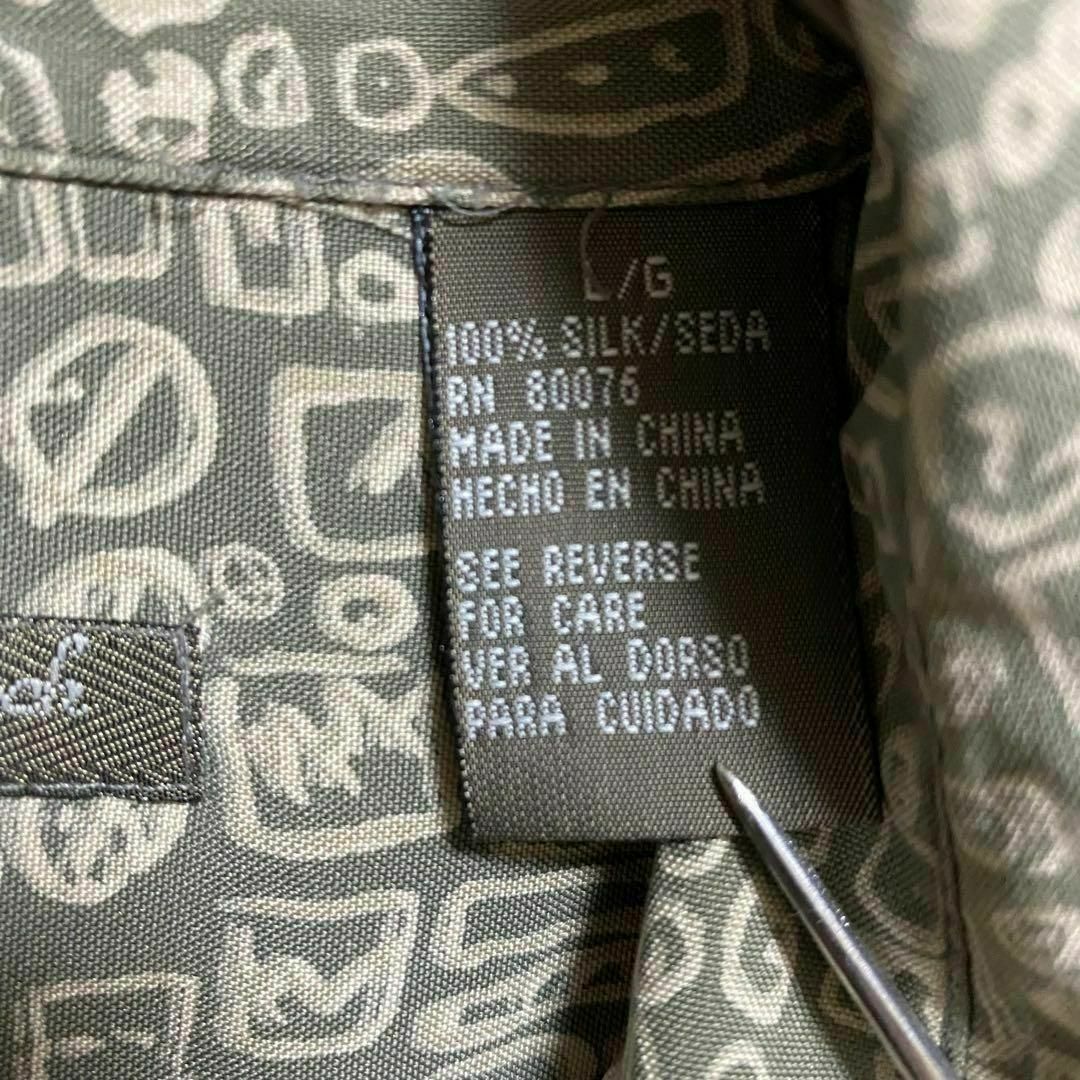 L/G
100% SILK/SEDA
RN 80076
MADE IN CHINA
HECHO EN CHINA
SEE REVERSE
FOR CARE
VER AL DORSO
PARA CUIDADO